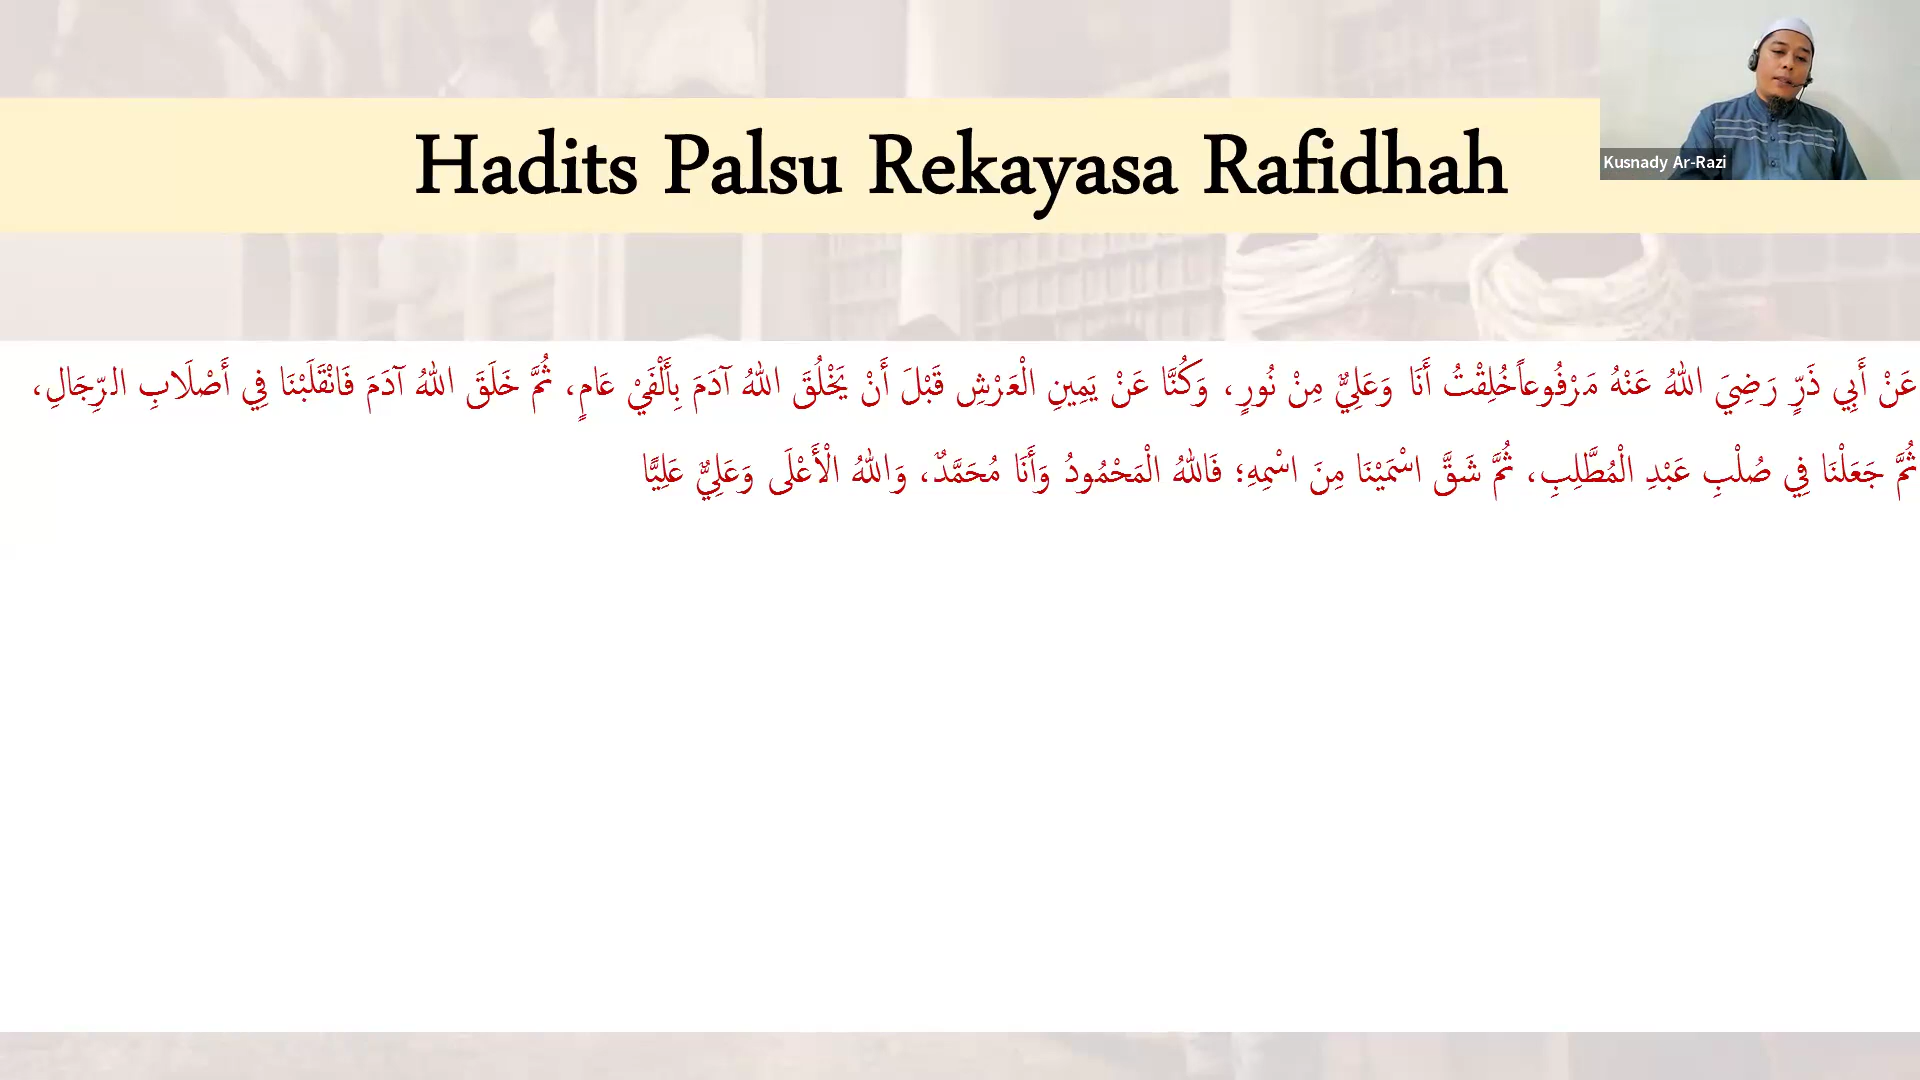 Hadits Palsu Rekayasa Rafidhah
Kusnady Ar-Razi
عَنْ أَبِي ذَرٍّ رَضِيَ اللهُ عَنْهُ مَرْفُوعاًخُلِقْتُ أَنَا وَعَلِيٌّ مِنْ نُورٍ، وَكُنَّا عَنْ يَمِينِ الْعَرْشِ قَبْلَ أَنْ يَخْلُقَ اللهُ آدَمَ بِأَلْفَيْ عَامٍ، ثُمَّ خَلَقَ اللهُ آدَمَ فَانْقَلَبْنَا فِي أَصْلَابِ الرِّجَالِ،
ثُمَّ جَعَلْنَا فِي صُلْبِ عَبْدِ الْمُطَّلِبِ، ثُمَّ شَقَّ اسْمَيْنَا مِنَ اسْمِهِ؛ فَاللهُ الْمَحْمُودُ وَأَنَا مُحَمَّدٌ، وَاللهُ الْأَعْلَى وَعَلِيٌّ عَلِيًّا